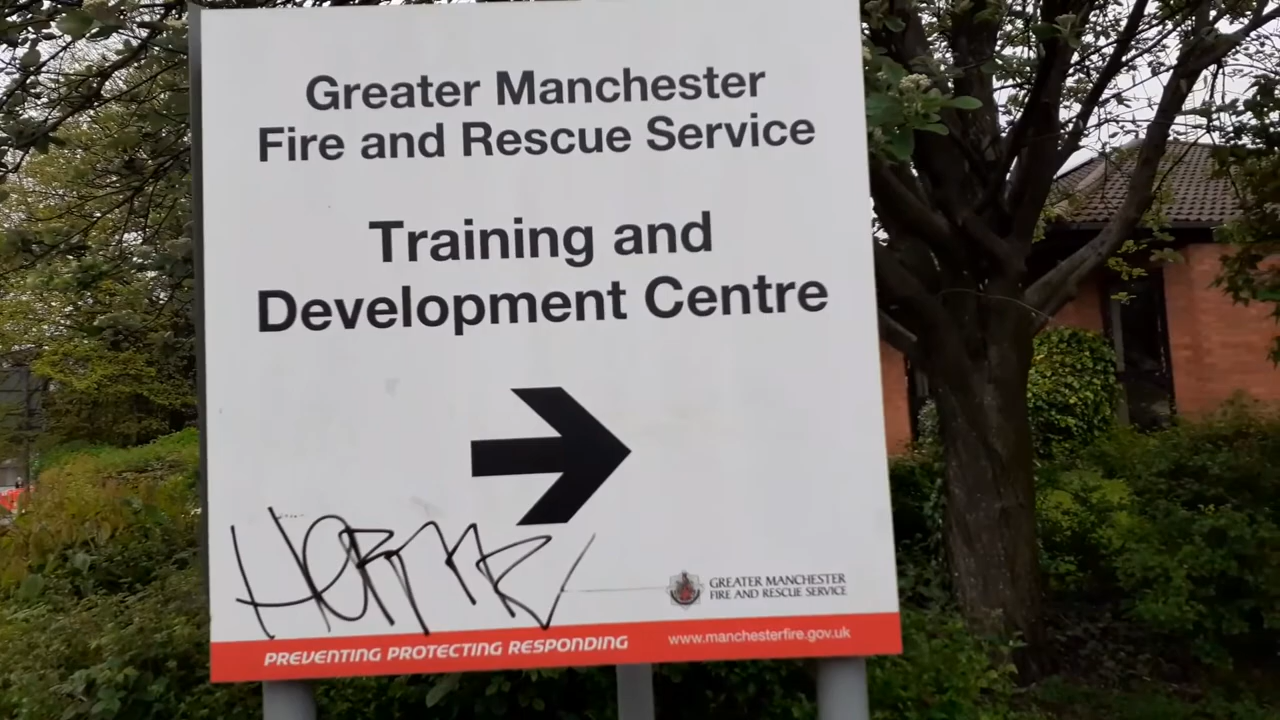 Greater Manchester
Fire and Rescue Service
Training and
Development Centre
GREATER MANCHESTER
FIRE AND RESCUE SERVICE
PREVENTING PROTECTING RESPONDING
www.manchesterfire.gov.uk